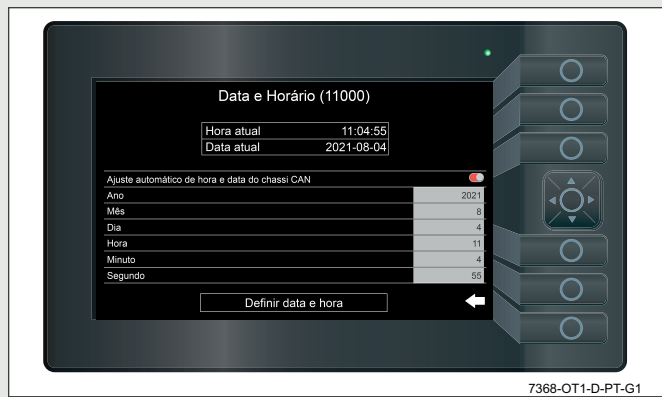 Data e Horário (11000)
Hora atual 11:04:55
Data atual 2021-08-04
Ajuste automático de hora e data do chassi CAN
Ano 2021
Mês 8
Dia 4
Hora 11
Minuto 4
Segundo 55
Definir data e hora
7368-OT1-D-PT-G1